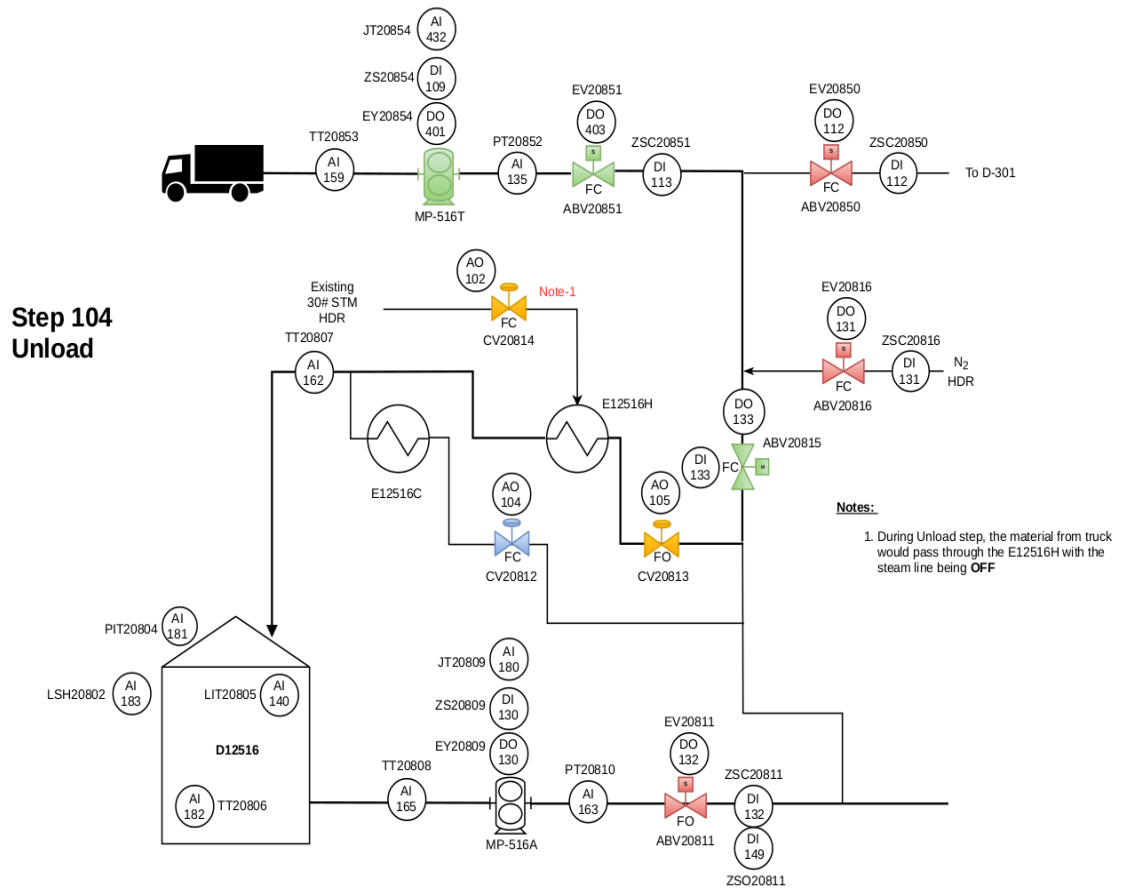 JT20854
AI
432
ZS20854
DI
109
EY20854
DO
401
TT20853
AI
159
MP-516T
PT20852
AI
135
EV20851
DO
403
S
FC
ABV20851
ZSC20851
DI
113
EV20850
DO
112
S
FC
ABV20850
ZSC20850
DI
112
To D-301
Step 104
Unload
Existing
30# STM
HDR
AO
102
Note-1
FC
CV20814
EV20816
DO
131
S
FC
ABV20816
ZSC20816
DI
131
N2
HDR
TT20807
AI
162
E12516C
E12516H
DO
133
ABV20815
DI
133
FC
M
AO
104
FC
CV20812
AO
105
FO
CV20813
Notes:
1. During Unload step, the material from truck
would pass through the E12516H with the
steam line being OFF
PIT20804
AI
181
LSH20802
AI
183
LIT20805
AI
140
D12516
AI
182
TT20806
JT20809
AI
180
ZS20809
DI
130
EY20809
DO
130
TT20808
AI
165
MP-516A
PT20810
AI
163
EV20811
DO
132
S
FO
ABV20811
ZSC20811
DI
132
DI
149
ZSO20811